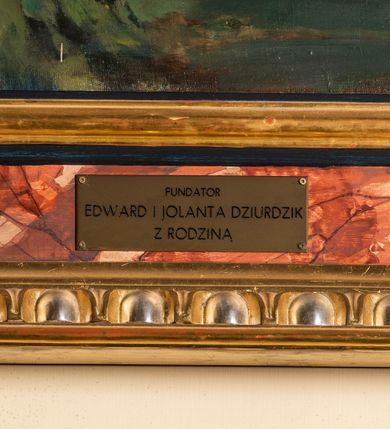 FUNDATOR
EDWARD I JOLANTA DZIURDZIK
Z RODZINĄ